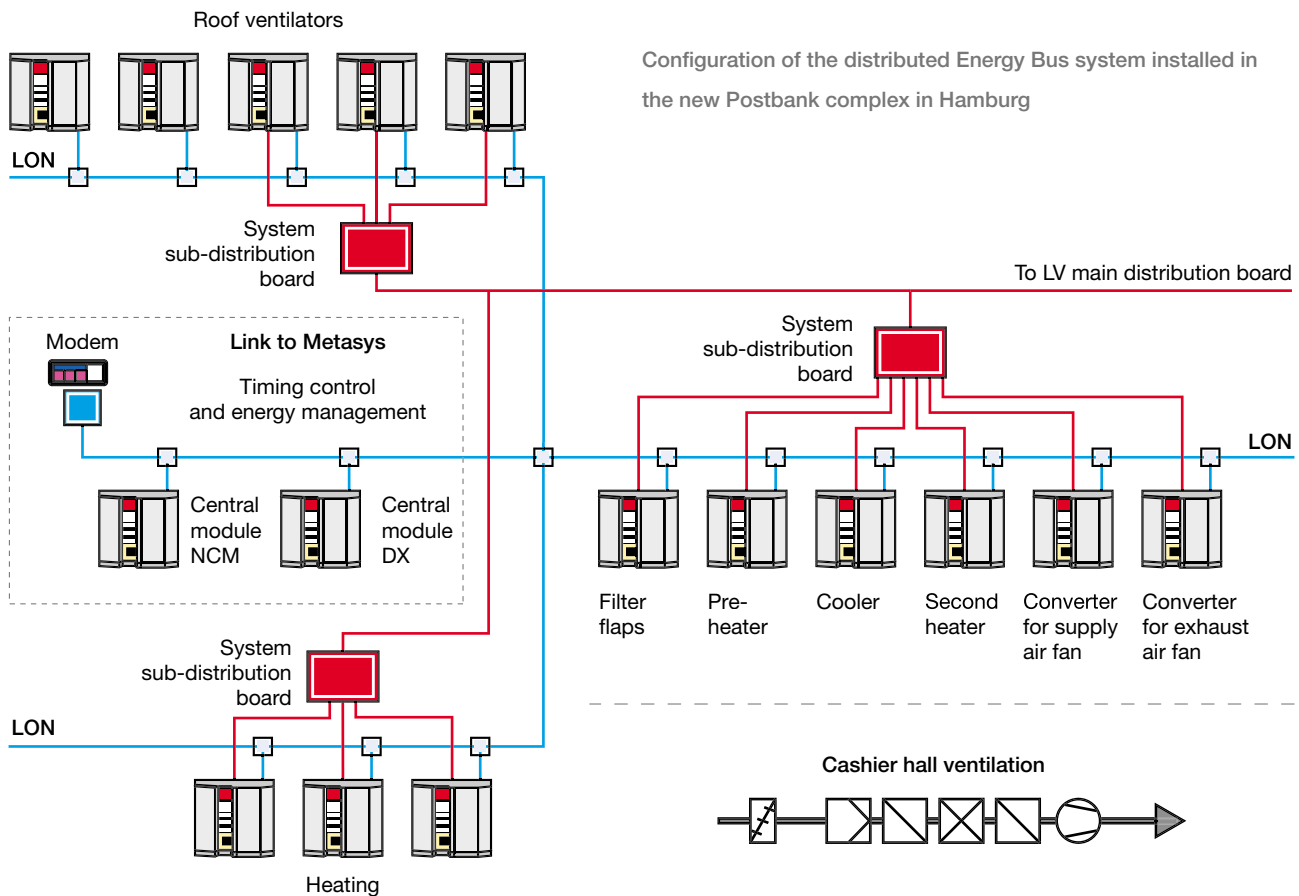 Roof ventilators
Configuration of the distributed Energy Bus system installed in
the new Postbank complex in Hamburg
LON
System
sub-distribution
board
To LV main distribution board
Modem
Link to Metasys
Timing control
and energy management
System
sub-distribution
board
LON
Central
module
NCM
Central
module
DX
Filter
flaps
Pre-
heater
Cooler
Second
heater
Converter
for supply
air fan
Converter
for exhaust
air fan
System
sub-distribution
board
LON
Heating
Cashier hall ventilation